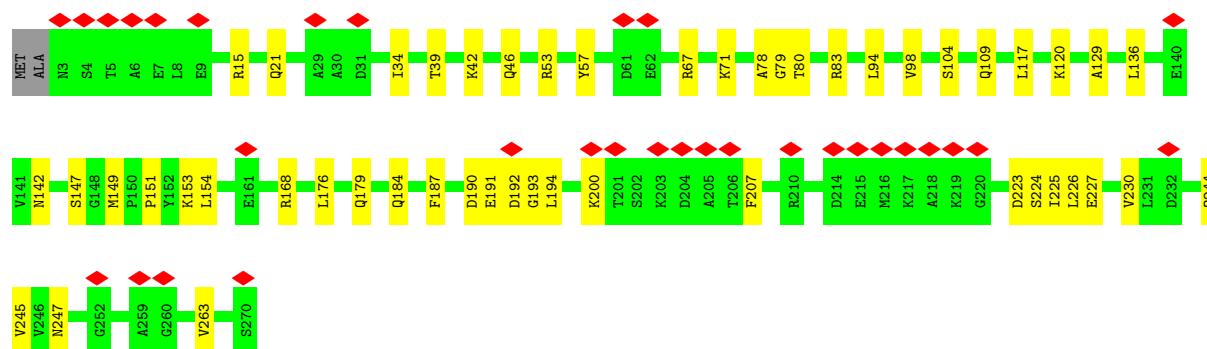 MET ALA N3 S4 T5 A6 E7 L8 E9 R15 Q21 A29 A30 D31 I34 T39 K42 Q46 R53 Y57 D61 E62 R67 K71 A78 G79 T80 R83 L94 V98 S104 Q109 L117 K120 A129 L136 E140
V141 N142 S147 G148 M149 P150 P151 Y152 K153 L154 E161 R168 L176 Q179 Q184 F187 D190 E191 D192 G193 L194 K200 T201 S202 K203 D204 A205 T206 F207 R210 D214 E215 M216 K217 A218 K219 G220 D223 S224 I225 L226 E227 V230 L231 D232
V245 V246 N247 G252 A259 G260 V263 S270